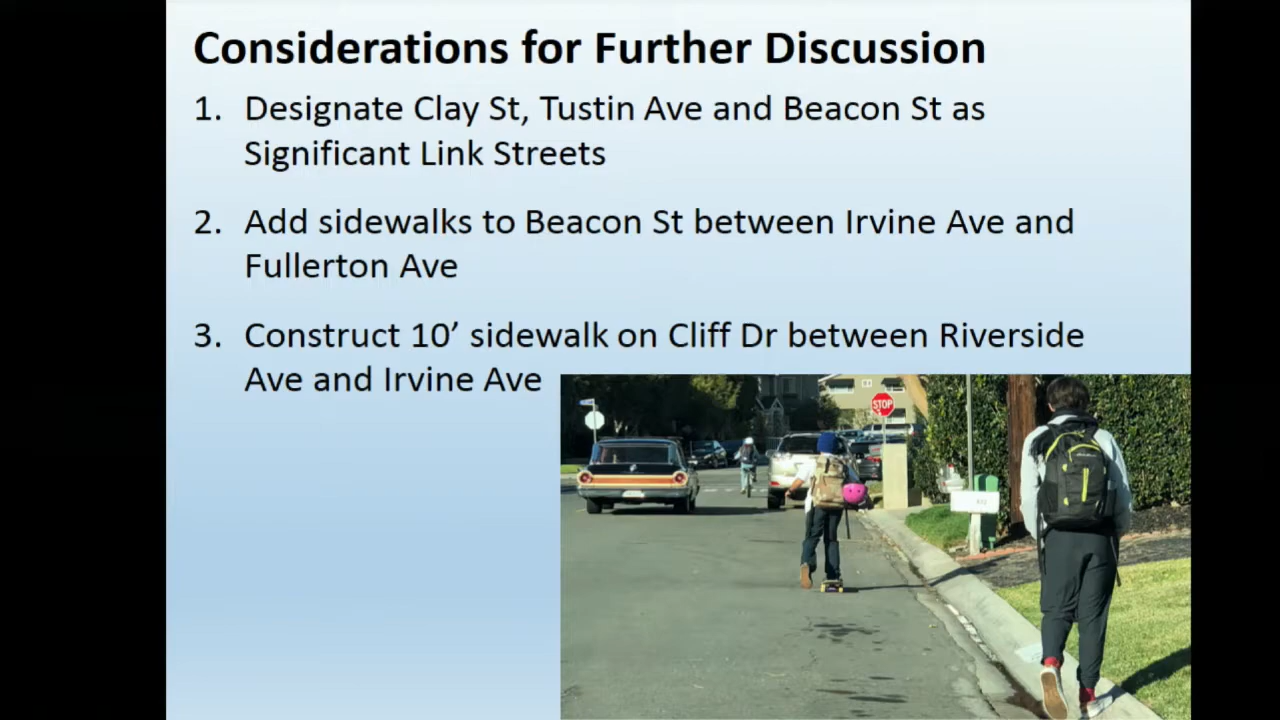 Considerations for Further Discussion
1. Designate Clay St, Tustin Ave and Beacon St as
Significant Link Streets
2. Add sidewalks to Beacon St between Irvine Ave and
Fullerton Ave
3. Construct 10’ sidewalk on Cliff Dr between Riverside
Ave and Irvine Ave
STOP